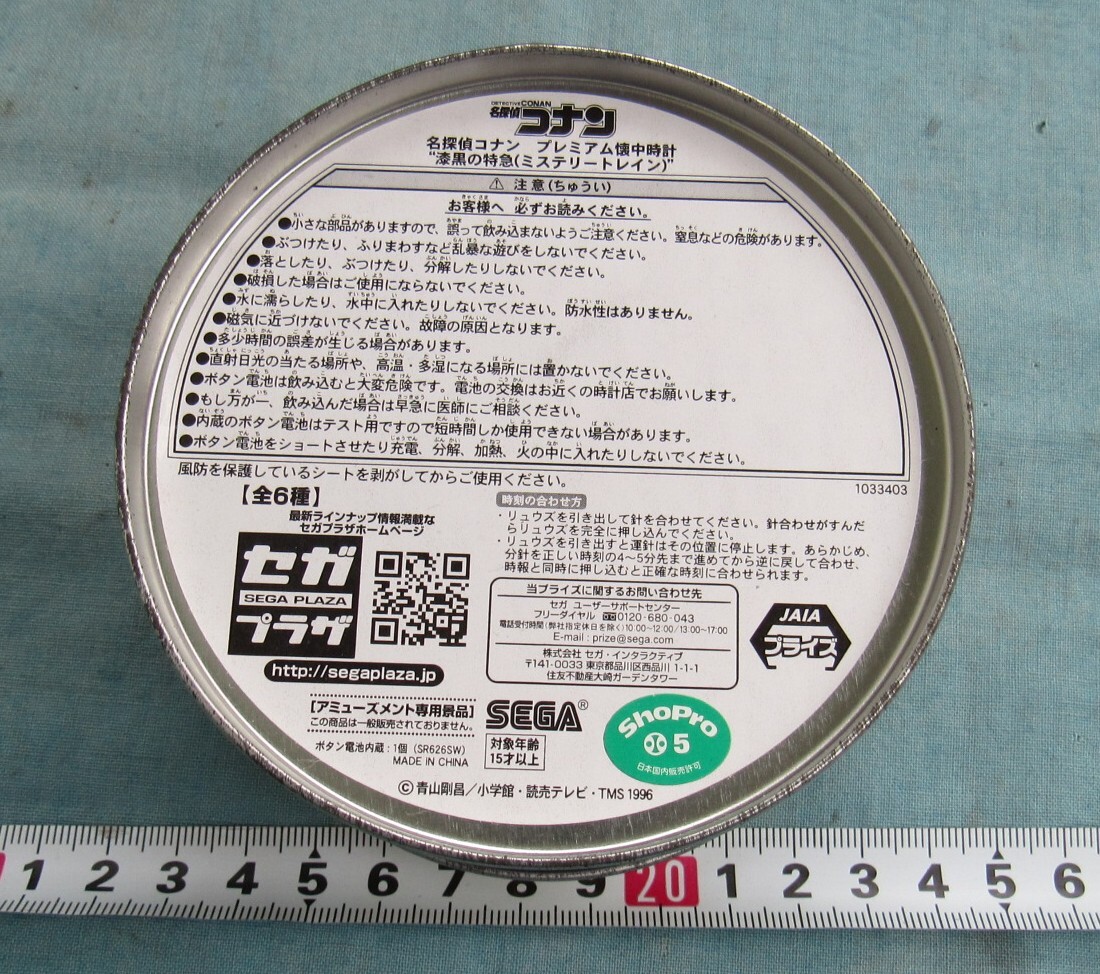 DETECTIVE CONAN
名探偵コナン
名探偵コナン プレミアム懐中時計
“漆黒の特急(ミステリートレイン)”
⚠ 注意(ちゅうい)
お客様へ 必ずお読みください。
●小さな部品がありますので、誤って飲み込まないようご注意ください。窒息などの危険があります。
●ぶつけたり、ふりまわすなど乱暴な遊びをしないでください。
●落としたり、ぶつけたり、分解したりしないでください。
●破損した場合はご使用にならないでください。
●水に濡らしたり、水中に入れたりしないでください。防水性はありません。
●磁気に近づけないでください。故障の原因となります。
●多少時間の誤差が生じる場合があります。
●直射日光の当たる場所や、高温・多湿になる場所には置かないでください。
●ボタン電池は飲み込むと大変危険です。電池の交換はお近くの時計店でお願いします。
●もし万が一、飲み込んだ場合は早急に医師にご相談ください。
●内蔵のボタン電池はテスト用ですので短時間しか使用できない場合があります。
●ボタン電池をショートさせたり充電、分解、加熱、火の中に入れたりしないでください。
風防を保護しているシートを剥がしてからご使用ください。
1033403
【全6種】
最新ラインナップ情報満載な
セガプラザホームページ
セガ
SEGA PLAZA
プラザ
http://segaplaza.jp
時刻の合わせ方
・リュウズを引き出して針を合わせてください。針合わせがすんだ
らリュウズを完全に押し込んでください。
・リュウズを引き出すと運針はその位置に停止します。あらかじめ、
分針を正しい時刻の4～5分先まで進めてから逆に戻して合わせ、
時報と同時に押し込むと正確な時刻に合わせられます。
当プライズに関するお問い合わせ先
セガ ユーザーサポートセンター
フリーダイヤル 0120-680-043
電話受付時間(弊社指定休日を除く)10:00~12:00/13:00~17:00
E-mail : prize@sega.com
株式会社 セガ・インタラクティブ
〒141-0033 東京都品川区西品川 1-1-1
住友不動産大崎ガーデンタワー
JAIA
プライズ
[アミューズメント専用景品]
この商品は一般販売されておりません。
SEGA®
ボタン電池内蔵:1個 (SR626SW)
MADE IN CHINA
対象年齢
15才以上
ShoPro
5
日本国内販売許可
©青山剛昌/小学館・読売テレビ・TMS 1996
1 2 3 4 5 6 7 8 9 20 1 2 3 4 5 6